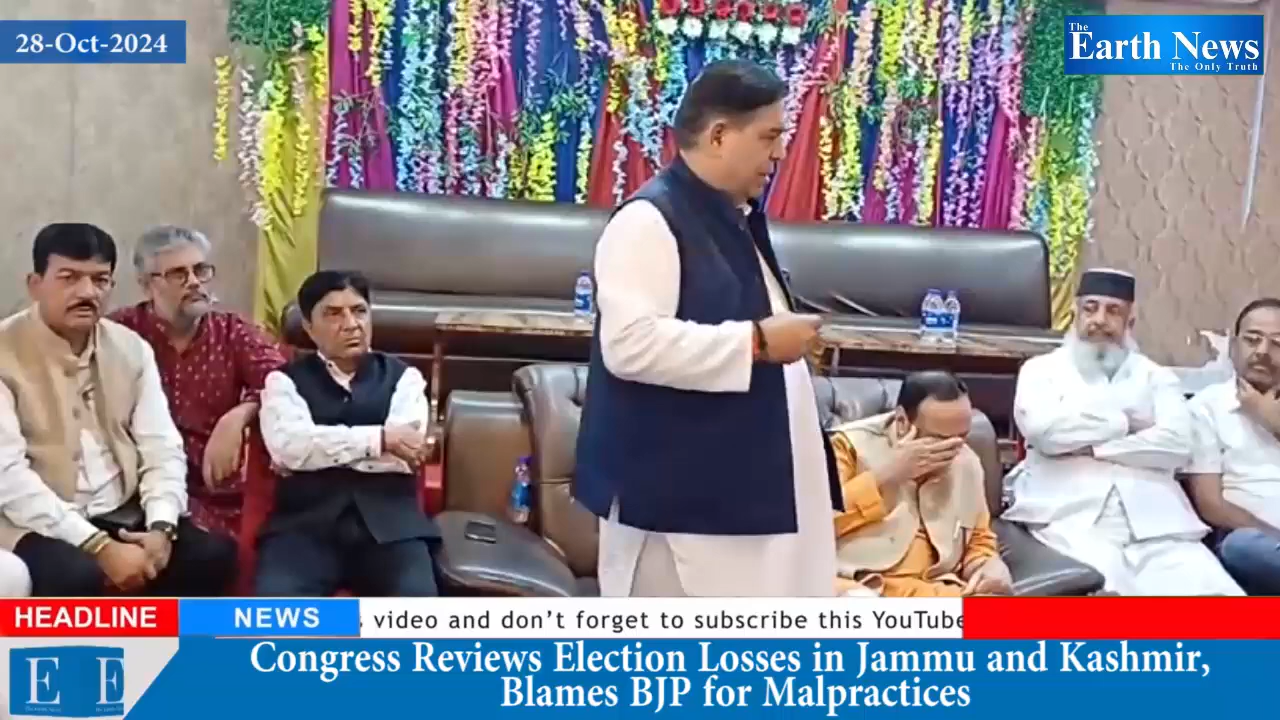 28-Oct-2024
The
Earth News
The Only Truth
HEADLINE NEWS
video and don't forget to subscribe this YouTube
Congress Reviews Election Losses in Jammu and Kashmir,
Blames BJP for Malpractices
E E